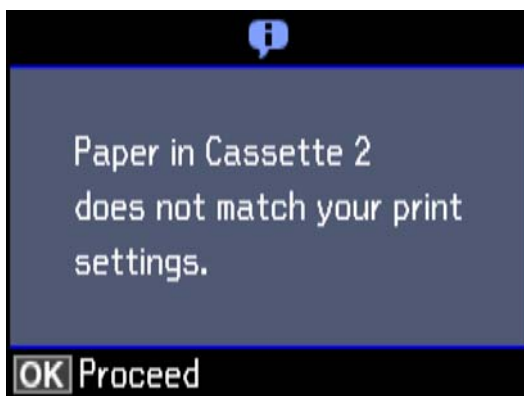 Paper in Cassette 2
does not match your print
settings.
OK Proceed